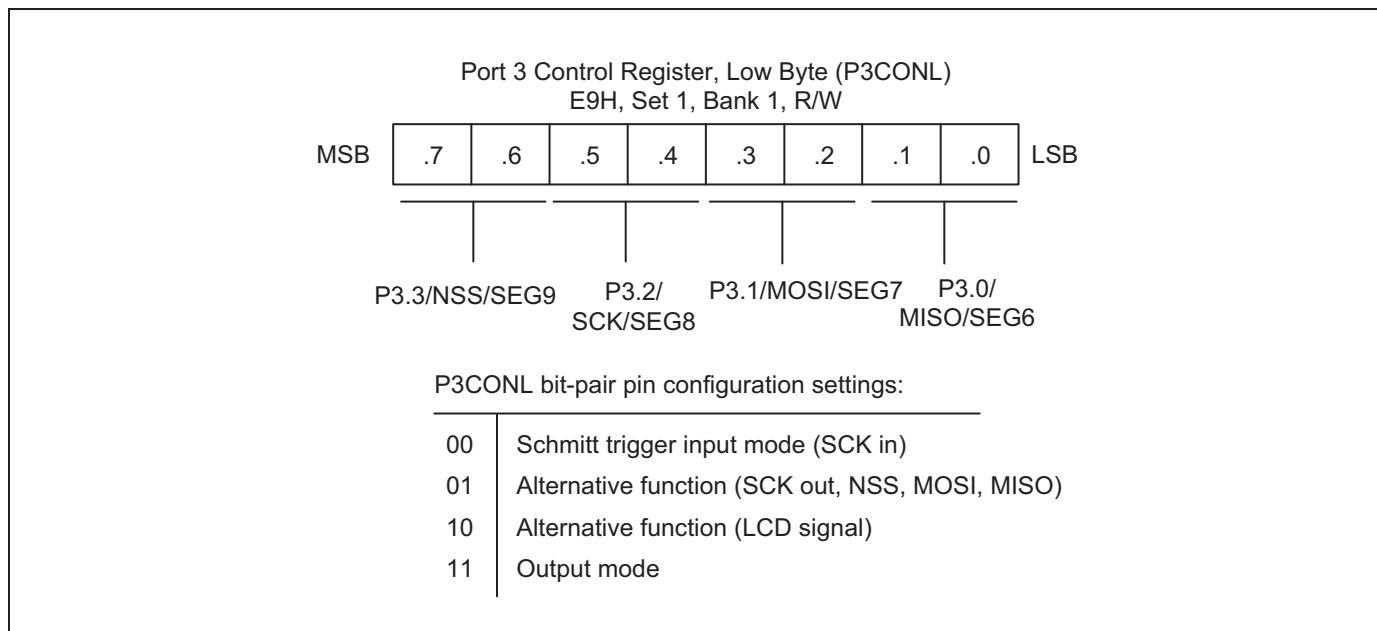 Port 3 Control Register, Low Byte (P3CONL)
E9H, Set 1, Bank 1, R/W
MSB .7 .6 .5 .4 .3 .2 .1 .0 LSB
P3.3/NSS/SEG9
P3.2/
SCK/SEG8
P3.1/MOSI/SEG7
P3.0/
MISO/SEG6
P3CONL bit-pair pin configuration settings:
00 Schmitt trigger input mode (SCK in)
01 Alternative function (SCK out, NSS, MOSI, MISO)
10 Alternative function (LCD signal)
11 Output mode